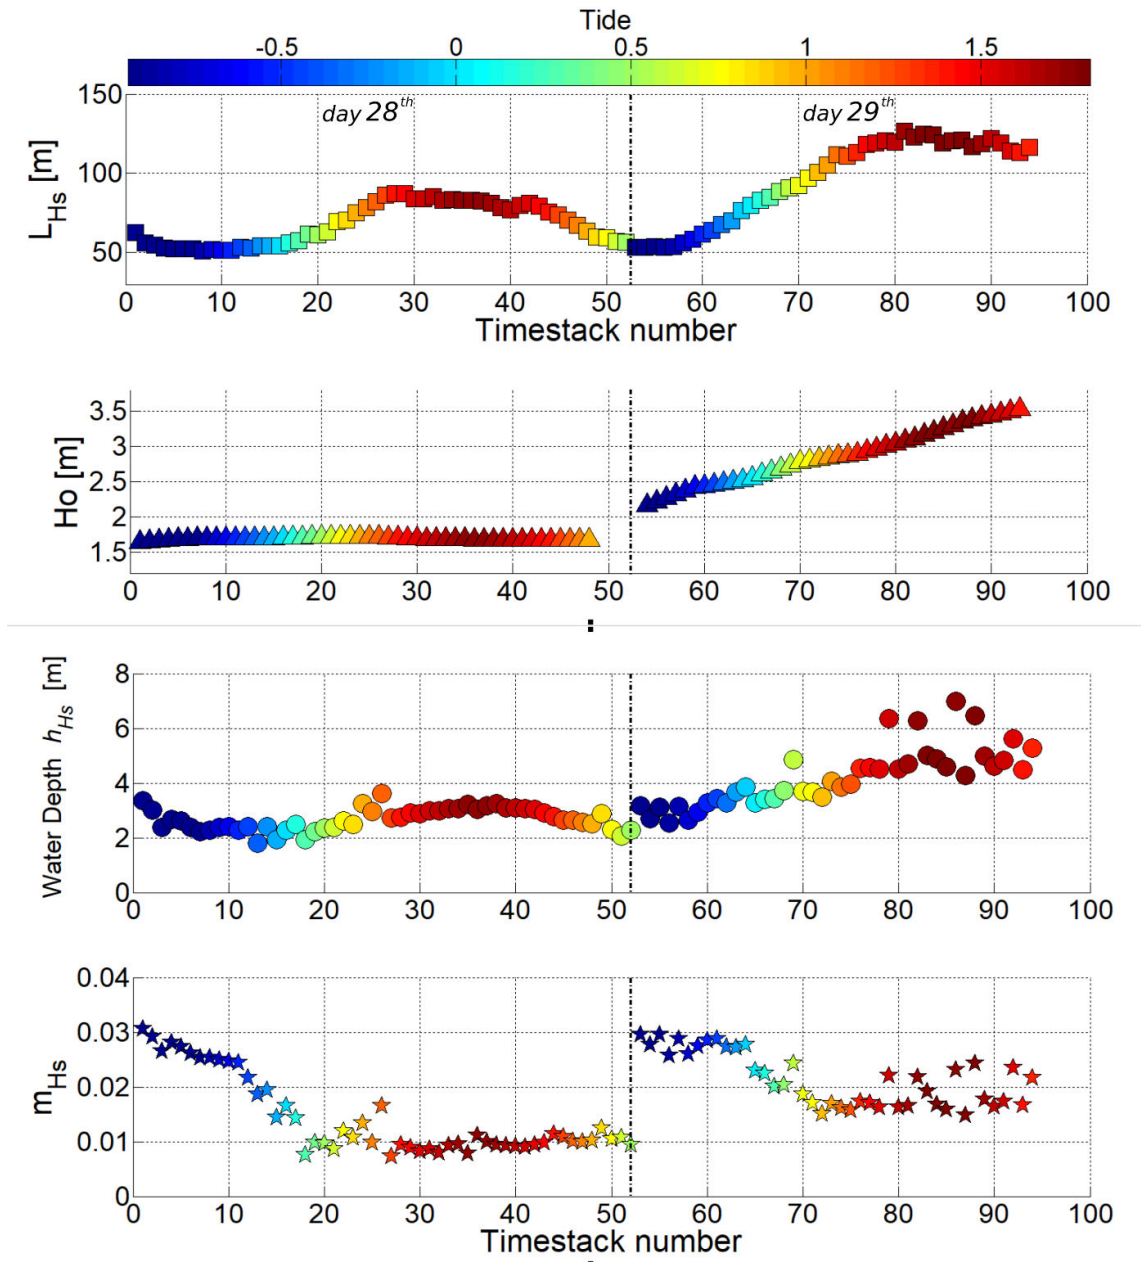 Tide
-0.5 0 0.5 1 1.5
150
100
50
L_Hs [m]
day 28th
day 29th
0 10 20 30 40 50 60 70 80 90 100
Timestack number
3.5
3
2.5
2
1.5
Ho [m]
0 10 20 30 40 50 60 70 80 90 100
8
6
4
2
0
Water Depth h_Hs [m]
0 10 20 30 40 50 60 70 80 90 100
0.04
0.03
0.02
0.01
0
m_Hs
0 10 20 30 40 50 60 70 80 90 100
Timestack number